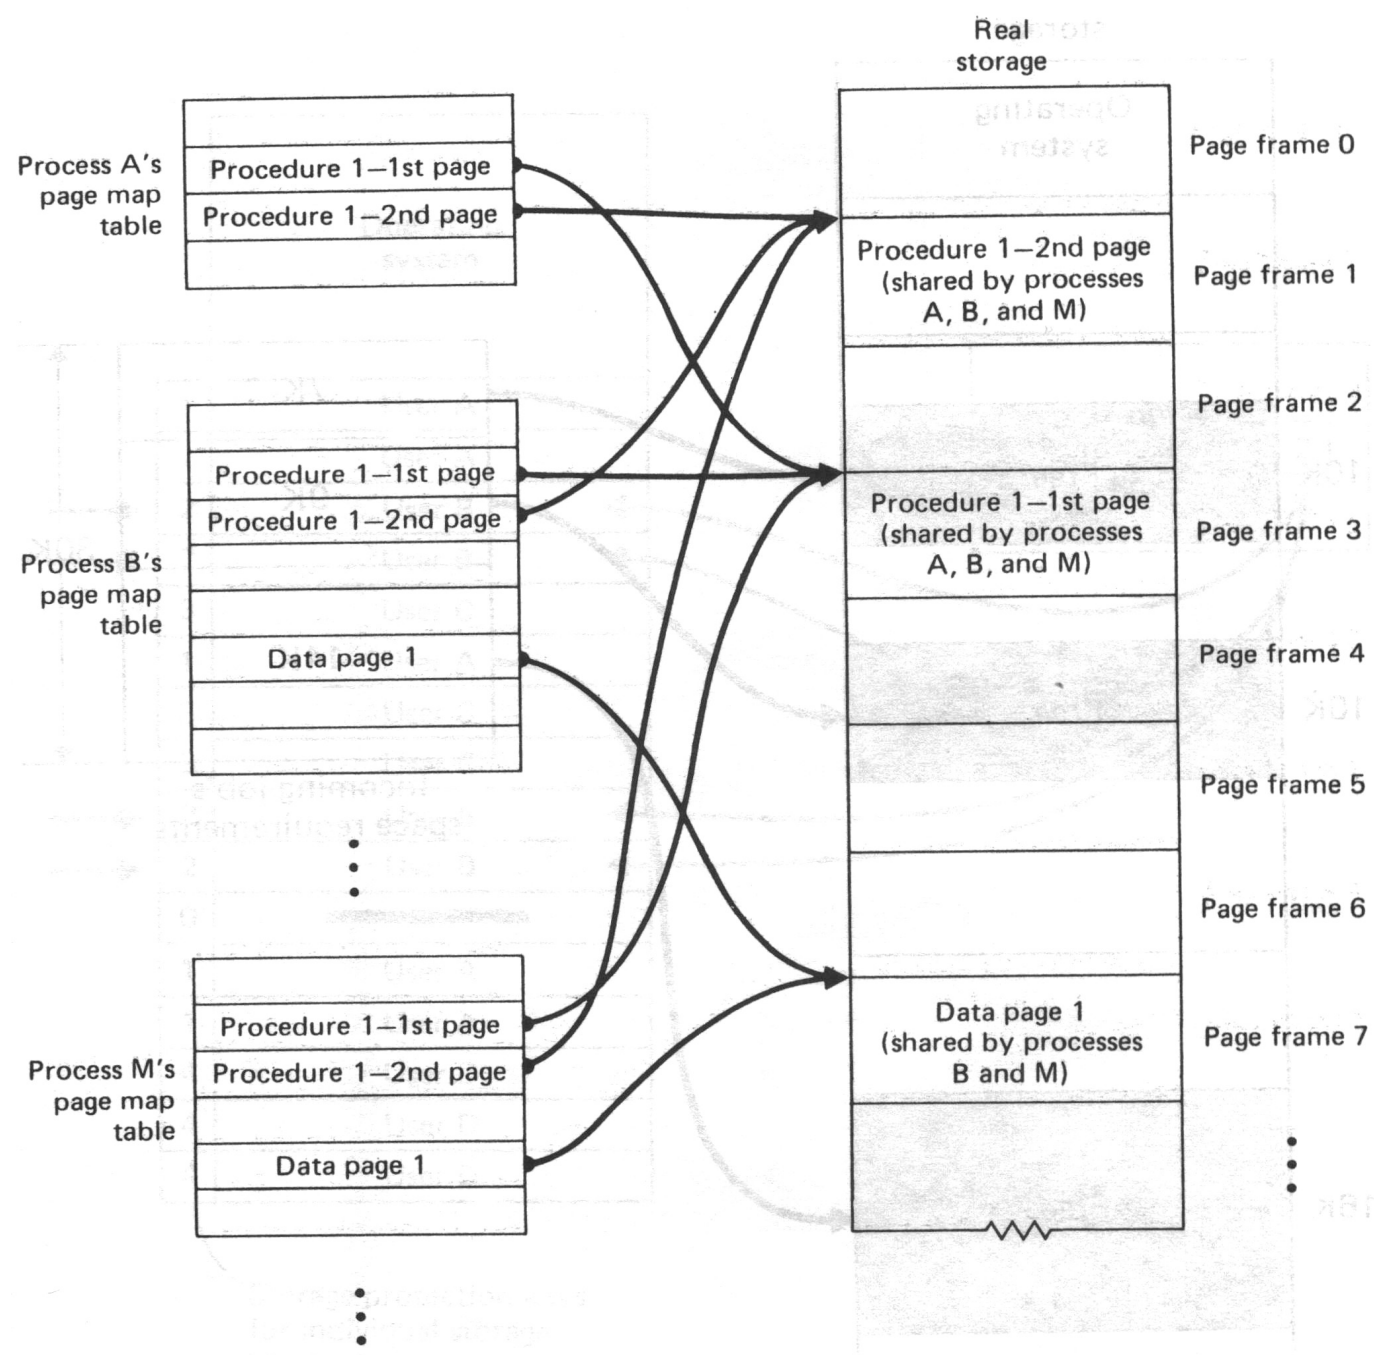 Real
storage
Process A's
page map
table
Procedure 1—1st page
Procedure 1—2nd page
Process B's
page map
table
Procedure 1—1st page
Procedure 1—2nd page
Data page 1
Process M's
page map
table
Procedure 1—1st page
Procedure 1—2nd page
Data page 1
Page frame 0
Procedure 1—2nd page
(shared by processes
A, B, and M)
Page frame 1
Page frame 2
Procedure 1—1st page
(shared by processes
A, B, and M)
Page frame 3
Page frame 4
Page frame 5
Page frame 6
Data page 1
(shared by processes
B and M)
Page frame 7